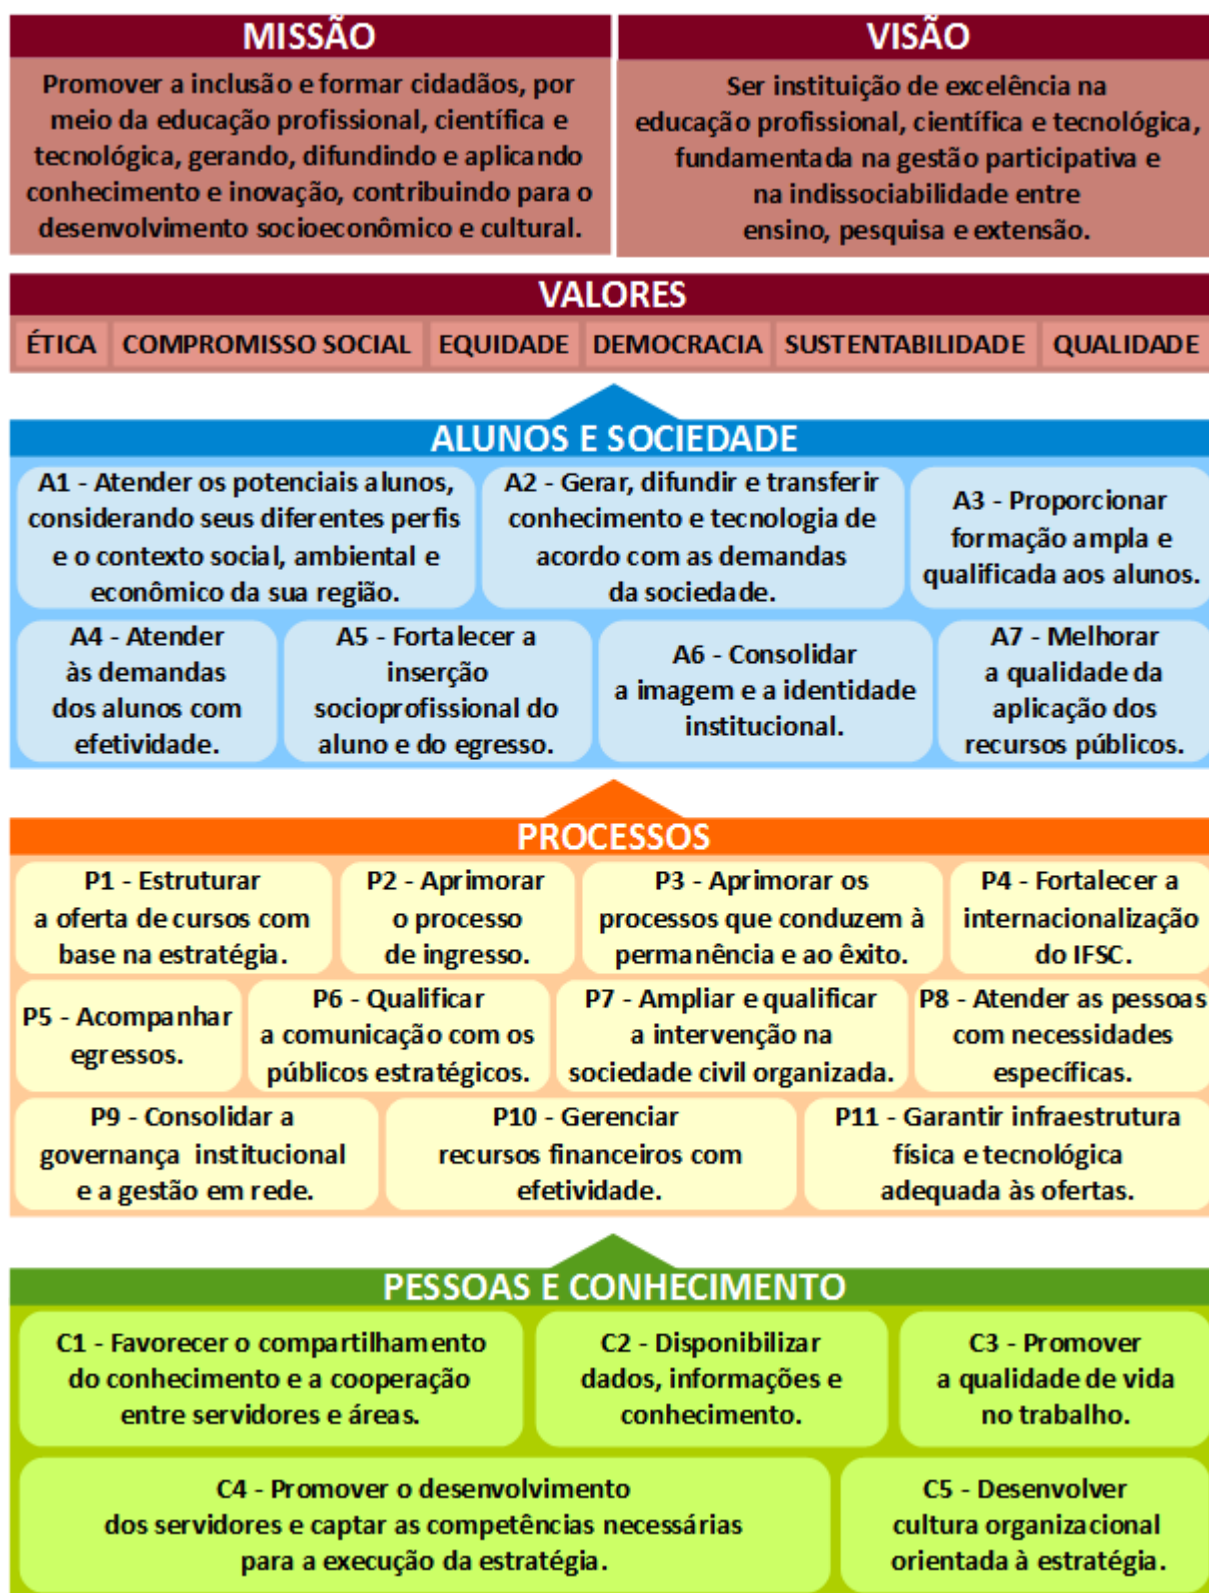 MISSÃO
Promover a inclusão e formar cidadãos, por
meio da educação profissional, científica e
tecnológica, gerando, difundindo e aplicando
conhecimento e inovação, contribuindo para o
desenvolvimento socioeconômico e cultural.
VISÃO
Ser instituição de excelência na
educação profissional, científica e tecnológica,
fundamentada na gestão participativa e
na indissociabilidade entre
ensino, pesquisa e extensão.
VALORES
ÉTICA COMPROMISSO SOCIAL EQUIDADE DEMOCRACIA SUSTENTABILIDADE QUALIDADE
ALUNOS E SOCIEDADE
A1 - Atender os potenciais alunos,
considerando seus diferentes perfis
e o contexto social, ambiental e
econômico da sua região.
A2 - Gerar, difundir e transferir
conhecimento e tecnologia de
acordo com as demandas
da sociedade.
A3 - Proporcionar
formação ampla e
qualificada aos alunos.
A4 - Atender
às demandas
dos alunos com
efetividade.
A5 - Fortalecer a
inserção
socioprofissional do
aluno e do egresso.
A6 - Consolidar
a imagem e a identidade
institucional.
A7 - Melhorar
a qualidade da
aplicação dos
recursos públicos.
PROCESSOS
P1 - Estruturar
a oferta de cursos com
base na estratégia.
P2 - Aprimorar
o processo
de ingresso.
P3 - Aprimorar os
processos que conduzem à
permanência e ao êxito.
P4 - Fortalecer a
internacionalização
do IFSC.
P5 - Acompanhar
egressos.
P6 - Qualificar
a comunicação com os
públicos estratégicos.
P7 - Ampliar e qualificar
a intervenção na
sociedade civil organizada.
P8 - Atender as pessoas
com necessidades
específicas.
P9 - Consolidar a
governança institucional
e a gestão em rede.
P10 - Gerenciar
recursos financeiros com
efetividade.
P11 - Garantir infraestrutura
física e tecnológica
adequada às ofertas.
PESSOAS E CONHECIMENTO
C1 - Favorecer o compartilhamento
do conhecimento e a cooperação
entre servidores e áreas.
C2 - Disponibilizar
dados, informações e
conhecimento.
C3 - Promover
a qualidade de vida
no trabalho.
C4 - Promover o desenvolvimento
dos servidores e captar as competências necessárias
para a execução da estratégia.
C5 - Desenvolver
cultura organizacional
orientada à estratégia.